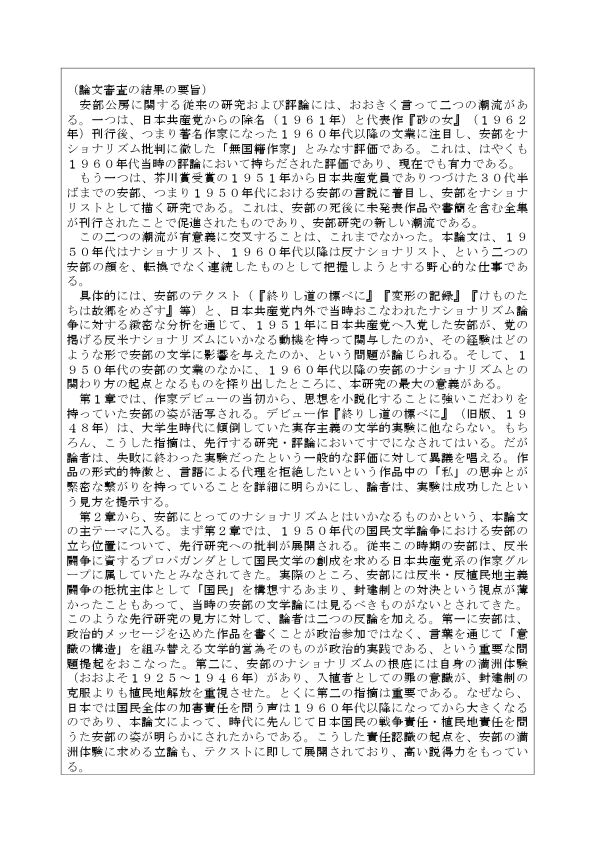 （論文審査の結果の要旨）
　安部公房に関する従来の研究および評論には、おおきく言って二つの潮流があ
る。一つは、日本共産党からの除名（１９６１年）と代表作『砂の女』（１９６２
年）刊行後、つまり著名作家になった１９６０年代以降の文業に注目し、安部をナ
ショナリズム批判に徹した「無国籍作家」とみなす評価である。これは、はやくも
１９６０年代当時の評論において持ちだされた評価であり、現在でも有力である。
　もう一つは、芥川賞受賞の１９５１年から日本共産党員でありつづけた３０代半
ばまでの安部、つまり１９５０年代における安部の言説に着目し、安部をナショナ
リストとして描く研究である。これは、安部の死後に未発表作品や書簡を含む全集
が刊行されたことで促進されたものであり、安部研究の新しい潮流である。
　この二つの潮流が有意義に交叉することは、これまでなかった。本論文は、１９
５０年代はナショナリスト、１９６０年代以降は反ナショナリスト、という二つの
安部の顔を、転換でなく連続したものとして把握しようとする野心的な仕事であ
る。
　具体的には、安部のテクスト（『終りし道の標べに』『変形の記録』『けものた
ちは故郷をめざす』等）と、日本共産党内外で当時おこなわれたナショナリズム論
争に対する緻密な分析を通じて、１９５１年に日本共産党へ入党した安部が、党の
掲げる反米ナショナリズムにいかなる動機を持って関与したのか、その経験はどの
ような形で安部の文学に影響を与えたのか、という問題が論じられる。そして、１
９５０年代の安部の文業のなかに、１９６０年代以降の安部のナショナリズムとの
関わり方の起点となるものを探り出したところに、本研究の最大の意義がある。
　第１章では、作家デビューの当初から、思想を小説化することに強いこだわりを
持っていた安部の姿が活写される。デビュー作『終りし道の標べに』（旧版、１９
４８年）は、大学生時代に傾倒していた実存主義の文学的実験に他ならない。もち
ろん、こうした指摘は、先行する研究・評論においてすでになされてはいる。だが
論者は、失敗に終わった実験だったという一般的な評価に対して異議を唱える。作
品の形式的特徴と、言語による代理を拒絶したいという作品中の「私」の思弁とが
緊密な繋がりを持っていることを詳細に明らかにし、論者は、実験は成功したとい
う見方を提示する。
　第２章から、安部にとってのナショナリズムとはいかなるものかという、本論文
の主テーマに入る。まず第２章では、１９５０年代の国民文学論争における安部の
立ち位置について、先行研究への批判が展開される。従来この時期の安部は、反米
闘争に資するプロパガンダとして国民文学の創成を求める日本共産党系の作家グル
ープに属していたとみなされてきた。実際のところ、安部には反米・反植民地主義
闘争の抵抗主体として「国民」を構想するあまり、封建制との対決という視点が薄
かったこともあって、当時の安部の文学論には見るべきものがないとされてきた。
このような先行研究の見方に対して、論者は二つの反論を加える。第一に安部は、
政治的メッセージを込めた作品を書くことが政治参加ではなく、言葉を通じて「意
識の構造」を組み替える文学的営為そのものが政治的実践である、という重要な問
題提起をおこなった。第二に、安部のナショナリズムの根底には自身の満洲体験
（おおよそ１９２５～１９４６年）があり、入植者としての罪の意識が、封建制の
克服よりも植民地解放を重視させた。とくに第二の指摘は重要である。なぜなら、
日本では国民全体の加害責任を問う声は１９６０年代以降になってから大きくなる
のであり、本論文によって、時代に先んじて日本国民の戦争責任・植民地責任を問
うた安部の姿が明らかにされたからである。こうした責任認識の起点を、安部の満
洲体験に求める立論も、テクストに即して展開されており、高い説得力をもってい
る。